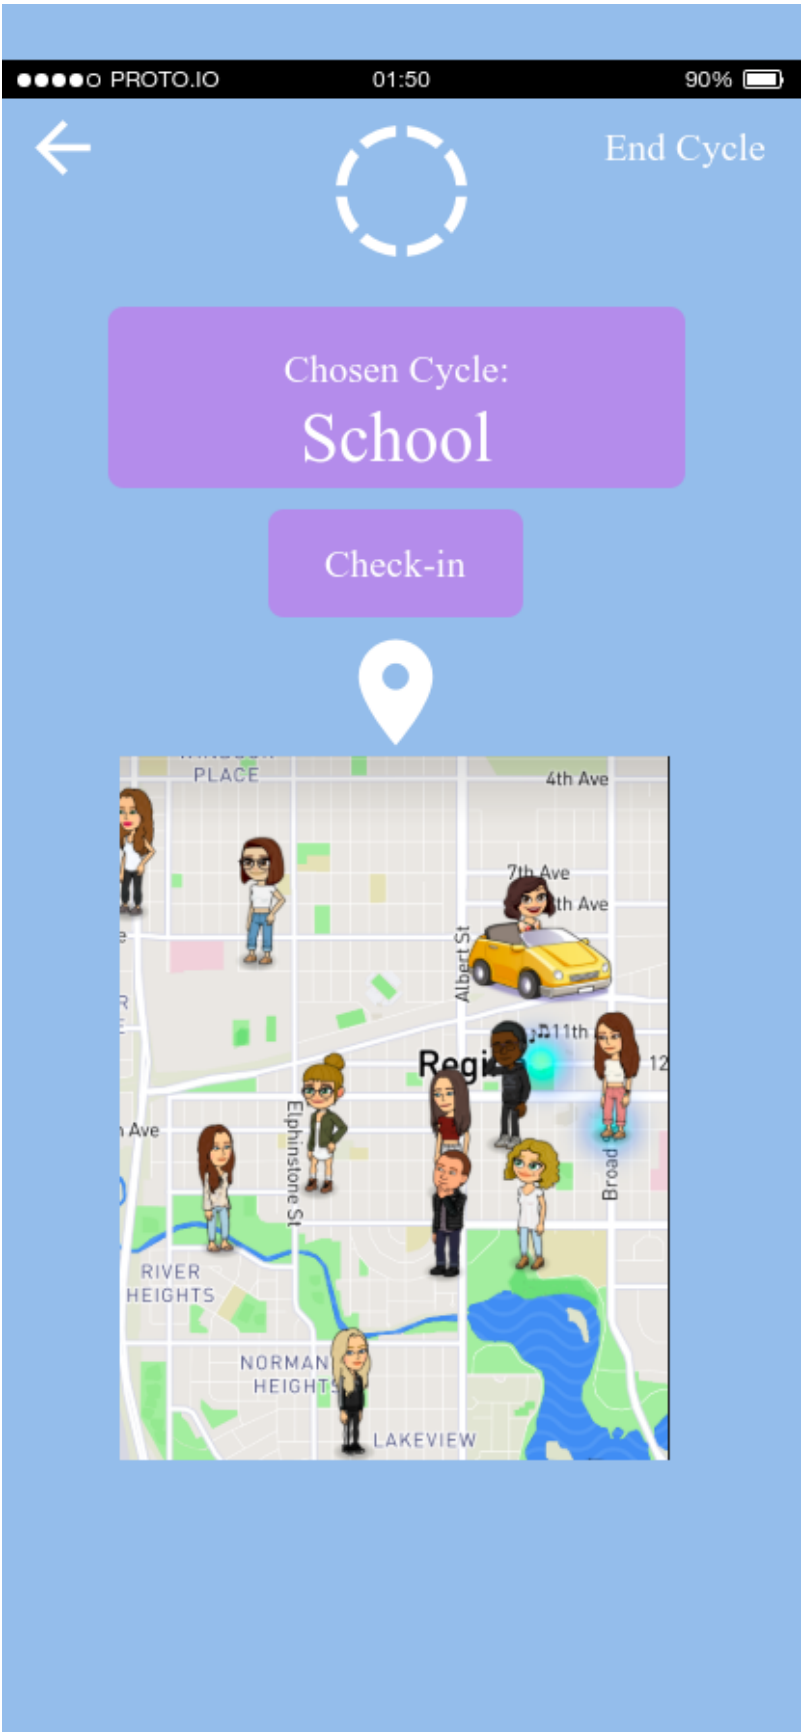 PROTO.IO 01:50 90%
End Cycle
Chosen Cycle:
School
Check-in
PLACE
4th Ave
7th Ave
th Ave
Albert St
11th
Regi
12
Ave
Elphinstone St
Broad
RIVER
HEIGHTS
NORMAN
HEIGHTS
LAKEVIEW